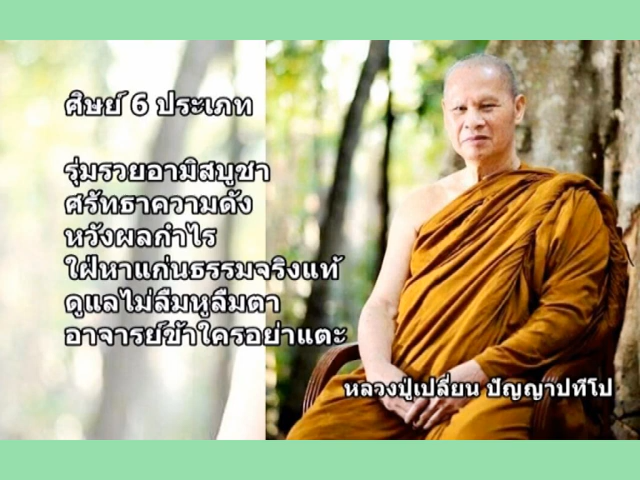 ศิษย์ 6 ประเภท
รุ่มรวยอามิสบูชา
ศรัทธาความดัง
หวังผลกำไร
ใฝ่หาแก่นธรรมจริงแท้
ดูแลไม่ลืมหูลืมตา
อาจารย์ข้าใครอย่าแตะ
หลวงปู่เปลี่ยน ปัญญาปทีโป